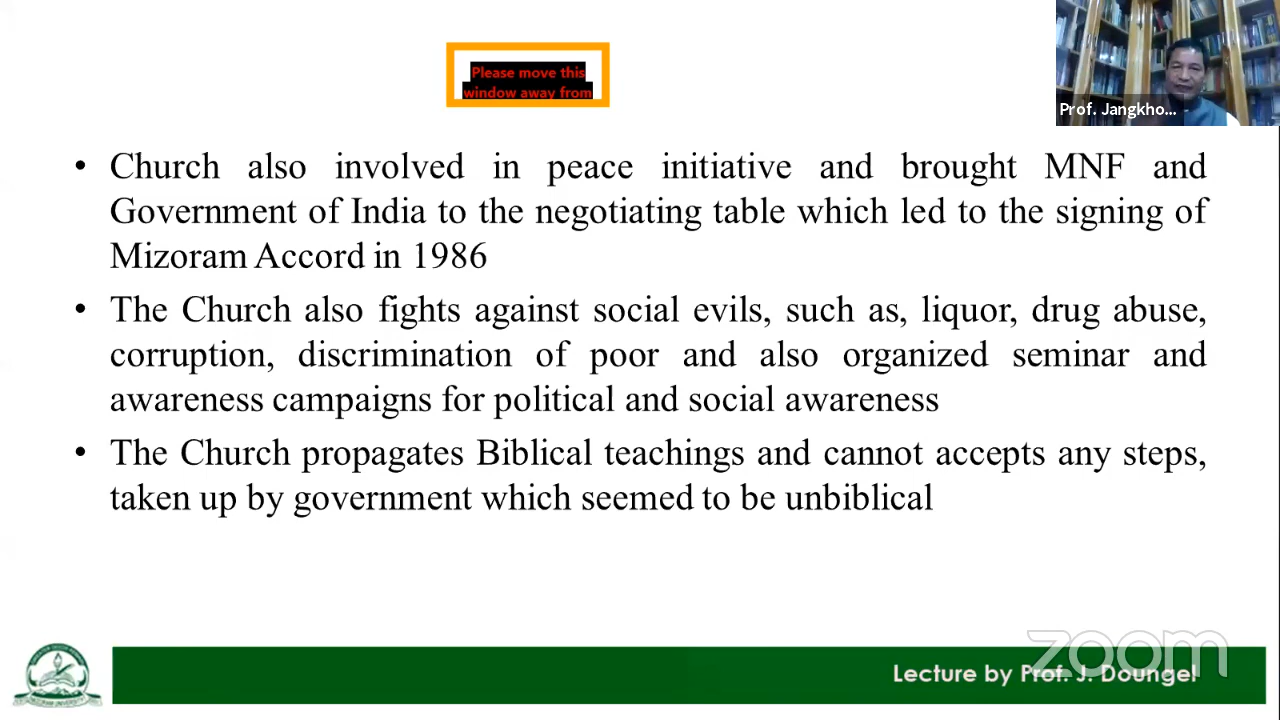 Please move this
window away from
Prof. Jangkho...
• Church also involved in peace initiative and brought MNF and
Government of India to the negotiating table which led to the signing of
Mizoram Accord in 1986
• The Church also fights against social evils, such as, liquor, drug abuse,
corruption, discrimination of poor and also organized seminar and
awareness campaigns for political and social awareness
• The Church propagates Biblical teachings and cannot accepts any steps,
taken up by government which seemed to be unbiblical
zoom
Lecture by Prof. J. Doungel